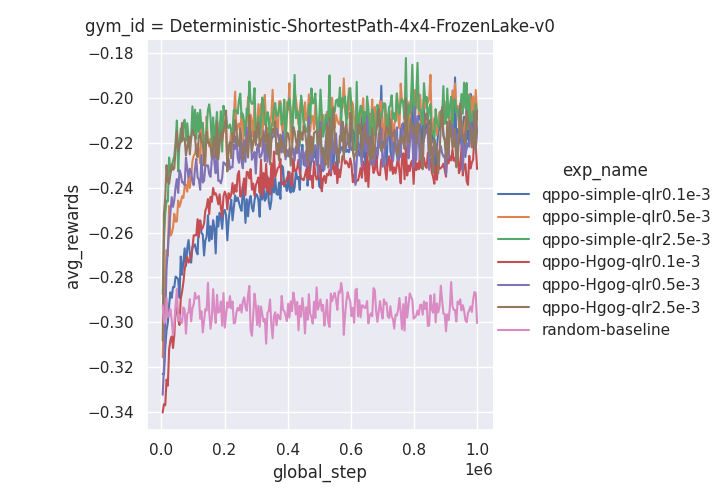 gym_id = Deterministic-ShortestPath-4x4-FrozenLake-v0
−0.18
−0.20
−0.22
−0.24
−0.26
−0.28
−0.30
−0.32
−0.34
avg_rewards
0.0 0.2 0.4 0.6 0.8 1.0
1e6
global_step
exp_name
qppo-simple-qlr0.1e-3
qppo-simple-qlr0.5e-3
qppo-simple-qlr2.5e-3
qppo-Hgog-qlr0.1e-3
qppo-Hgog-qlr0.5e-3
qppo-Hgog-qlr2.5e-3
random-baseline